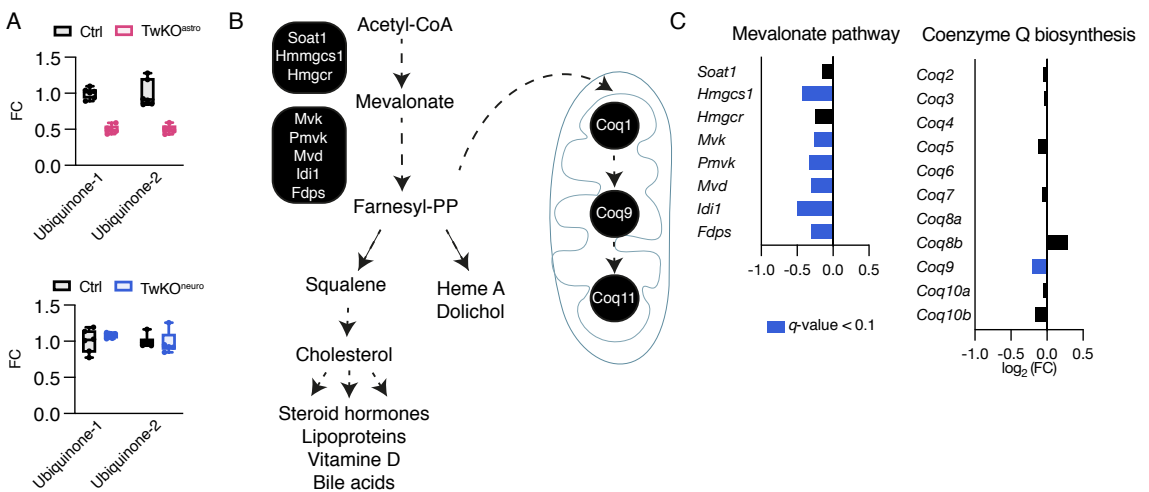 A
Ctrl
TwKOastro
1.5
1.0
0.5
0.0
FC
Ubiquinone-1
Ubiquinone-2
Ctrl
TwKOneuro
1.5
1.0
0.5
0.0
FC
Ubiquinone-1
Ubiquinone-2
B
Soat1
Hmmgcs1
Hmgcr
Mvk
Pmvk
Mvd
Idi1
Fdps
Acetyl-CoA
Mevalonate
Farnesyl-PP
Squalene
Heme A
Dolichol
Cholesterol
Steroid hormones
Lipoproteins
Vitamine D
Bile acids
Coq1
Coq9
Coq11
C
Mevalonate pathway
Soat1
Hmgcs1
Hmgcr
Mvk
Pmvk
Mvd
Idi1
Fdps
-1.0 -0.5 0.0 0.5
q-value < 0.1
Coenzyme Q biosynthesis
Coq2
Coq3
Coq4
Coq5
Coq6
Coq7
Coq8a
Coq8b
Coq9
Coq10a
Coq10b
-1.0 -0.5 0.0 0.5
log2 (FC)